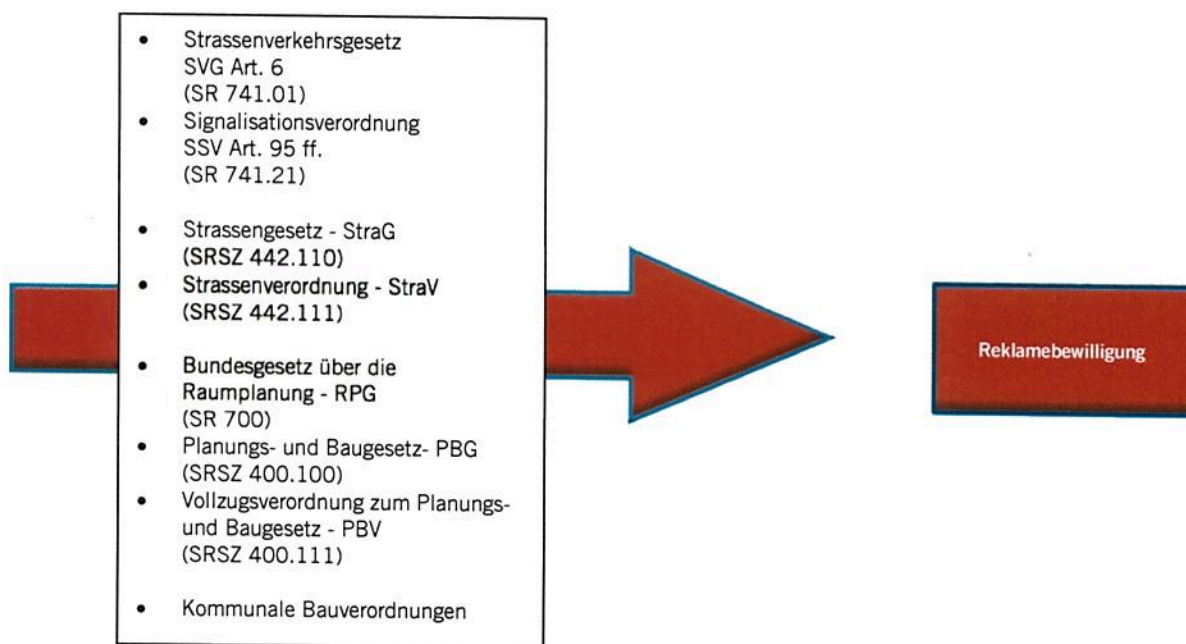 • Strassenverkehrsgesetz
SVG Art. 6
(SR 741.01)
• Signalisationsverordnung
SSV Art. 95 ff.
(SR 741.21)
• Strassengesetz - StraG
(SRSZ 442.110)
• Strassenverordnung - StraV
(SRSZ 442.111)
• Bundesgesetz über die
Raumplanung - RPG
(SR 700)
• Planungs- und Baugesetz- PBG
(SRSZ 400.100)
• Vollzugsverordnung zum Planungs-
und Baugesetz - PBV
(SRSZ 400.111)
• Kommunale Bauverordnungen
Reklamebewilligung